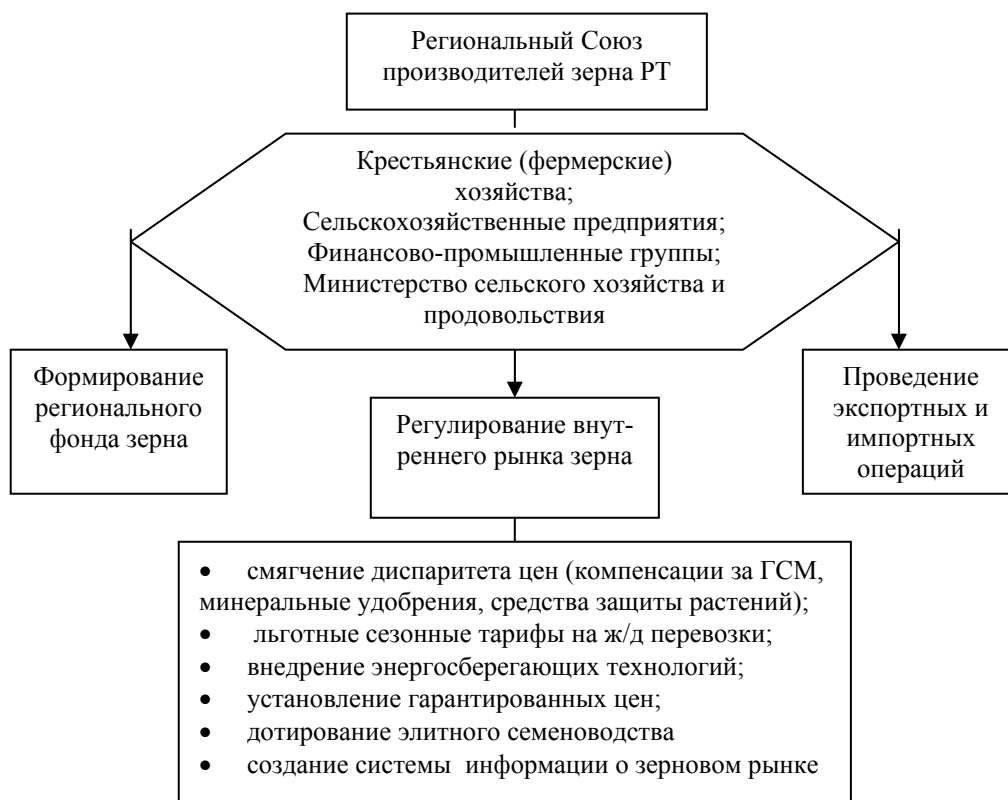 Региональный Союз
производителей зерна РТ
Крестьянские (фермерские)
хозяйства;
Сельскохозяйственные предприятия;
Финансово-промышленные группы;
Министерство сельского хозяйства и
продовольствия
Формирование
регионального
фонда зерна
Регулирование внут-
реннего рынка зерна
Проведение
экспортных и
импортных
операций
• смягчение диспаритета цен (компенсации за ГСМ,
минеральные удобрения, средства защиты растений);
• льготные сезонные тарифы на ж/д перевозки;
• внедрение энергосберегающих технологий;
• установление гарантированных цен;
• дотирование элитного семеноводства
• создание системы информации о зерновом рынке